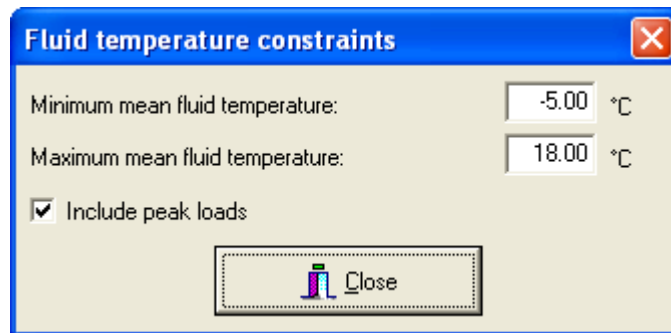 Fluid temperature constraints
Minimum mean fluid temperature: -5.00 °C
Maximum mean fluid temperature: 18.00 °C
Include peak loads
Close